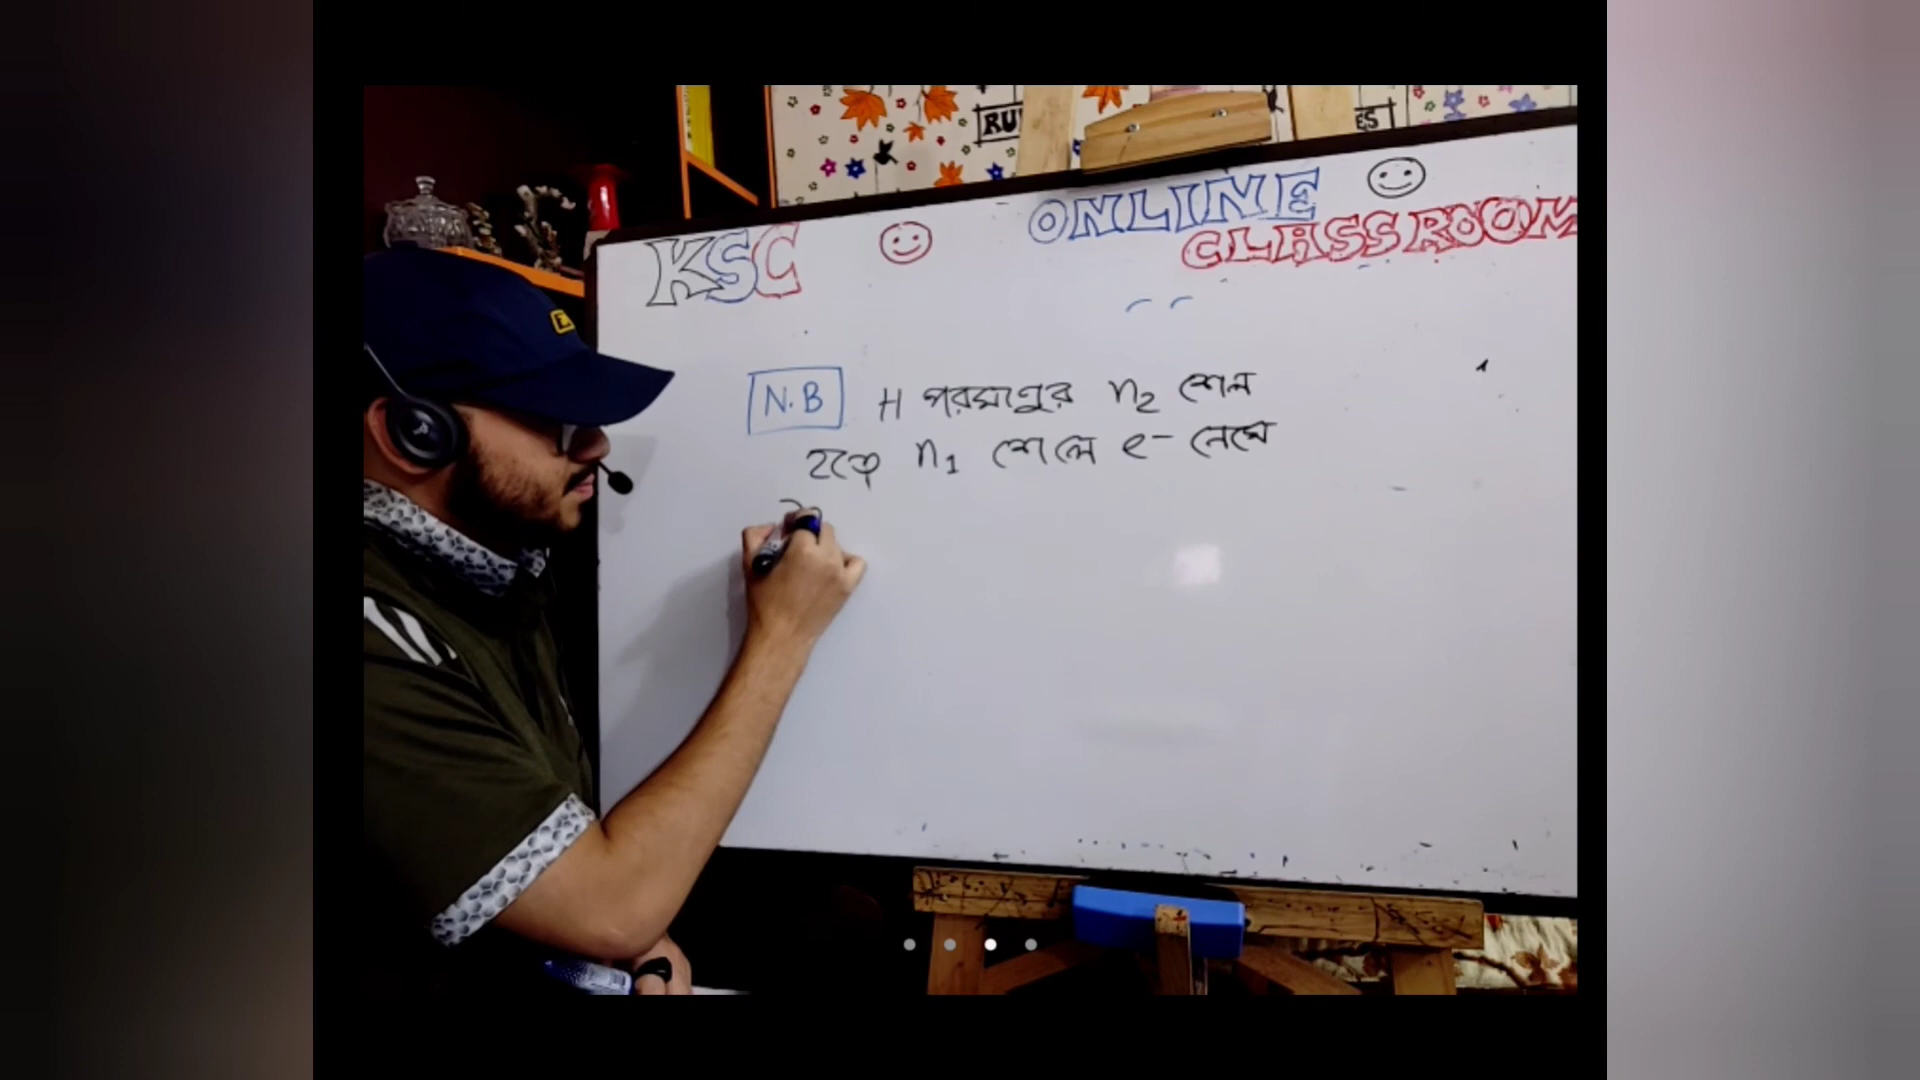 KSC
ONLINE
CLASSROOM
N.B H পরমাণুর n₂ শেল
হতে n₁ শেলে e- নেমে